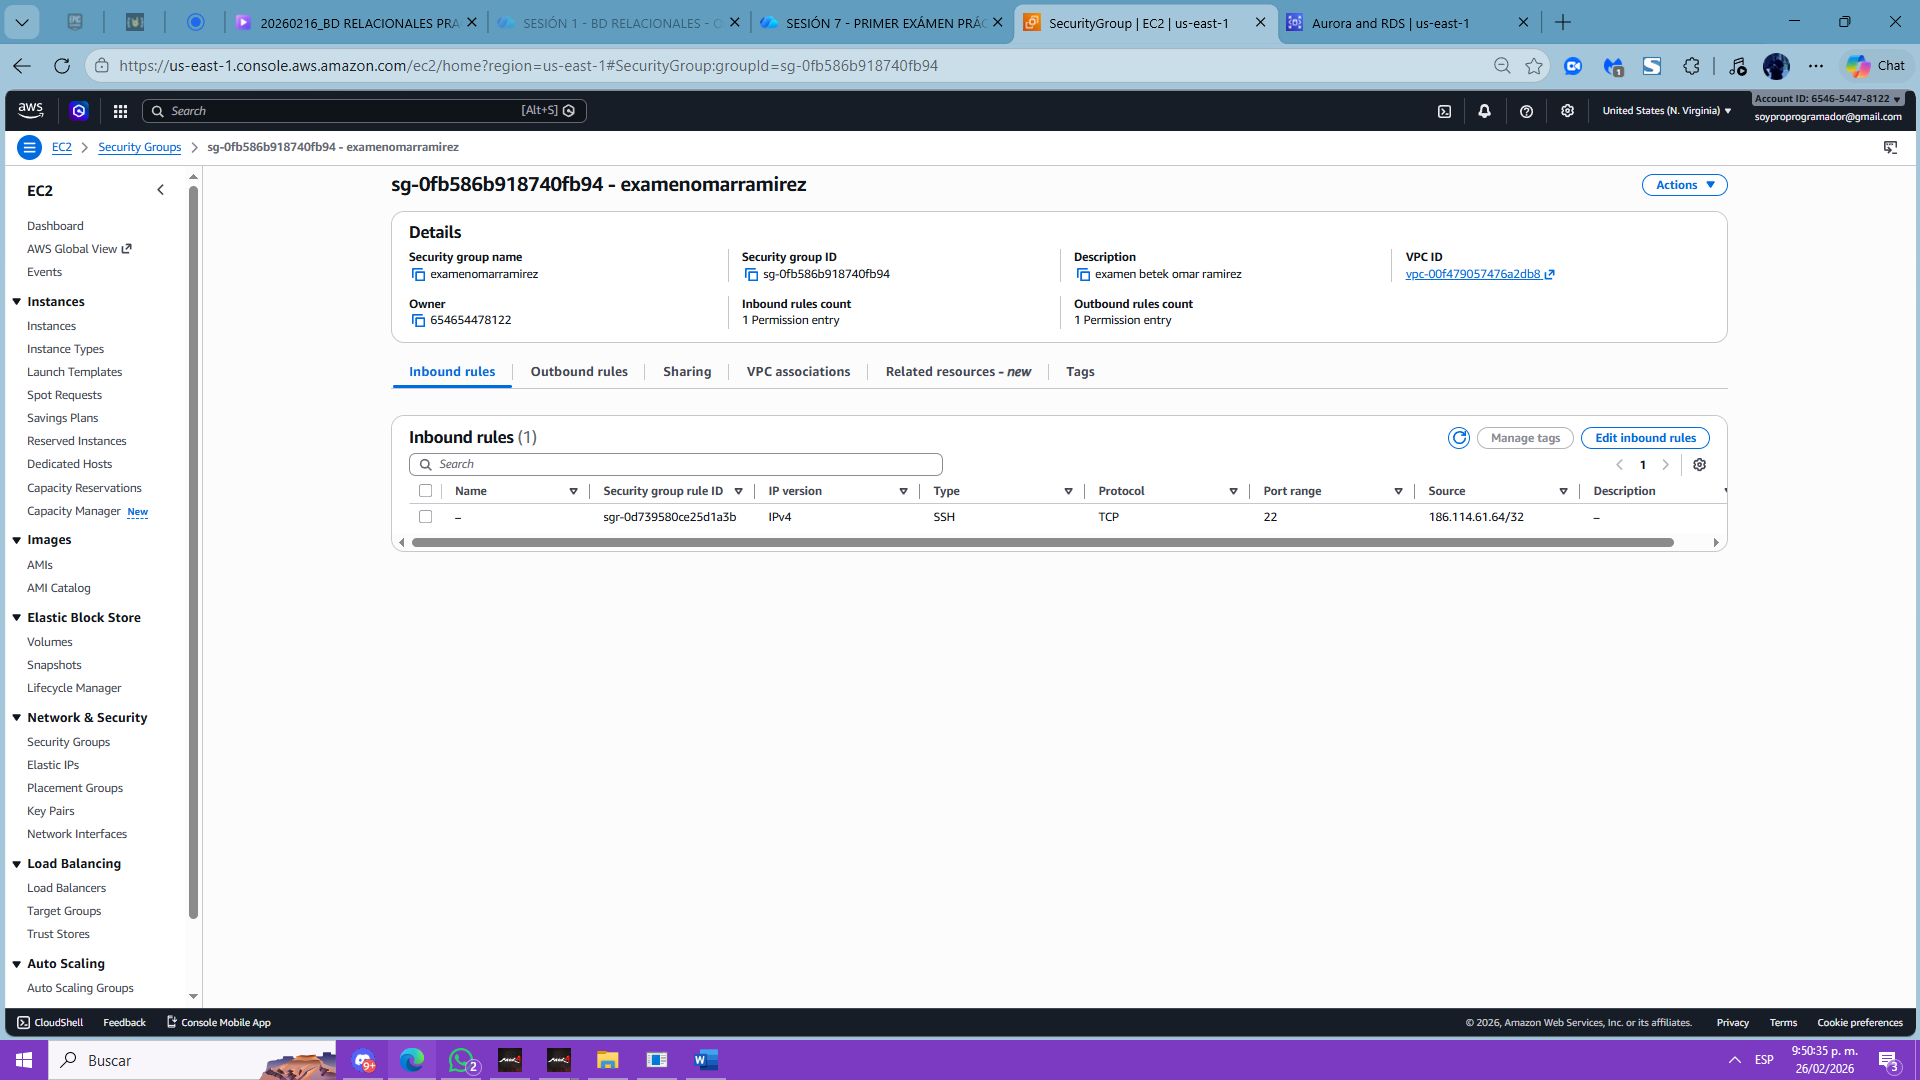 20260216_BD RELACIONALES PRA
SESIÓN 1 - BD RELACIONALES - C
SESIÓN 7 - PRIMER EXÁMEN PRÁC
SecurityGroup | EC2 | us-east-1
Aurora and RDS | us-east-1
https://us-east-1.console.aws.amazon.com/ec2/home?region=us-east-1#SecurityGroup:groupId=sg-0fb586b918740fb94
1
Chat
aws
Search
[Alt+S]
United States (N. Virginia)
Account ID: 6546-5447-8122
soyproprogramador@gmail.com
EC2
Security Groups
sg-0fb586b918740fb94 - examenomarramirez
EC2
Dashboard
AWS Global View
Events
Instances
Instances
Instance Types
Launch Templates
Spot Requests
Savings Plans
Reserved Instances
Dedicated Hosts
Capacity Reservations
Capacity Manager New
Images
AMIs
AMI Catalog
Elastic Block Store
Volumes
Snapshots
Lifecycle Manager
Network & Security
Security Groups
Elastic IPs
Placement Groups
Key Pairs
Network Interfaces
Load Balancing
Load Balancers
Target Groups
Trust Stores
Auto Scaling
Auto Scaling Groups
sg-0fb586b918740fb94 - examenomarramirez
Actions
Details
Security group name
examenomarramirez
Security group ID
sg-0fb586b918740fb94
Description
examen betek omar ramirez
VPC ID
vpc-00f479057476a2db8
Owner
654654478122
Inbound rules count
1 Permission entry
Outbound rules count
1 Permission entry
Inbound rules
Outbound rules
Sharing
VPC associations
Related resources - new
Tags
Inbound rules (1)
Manage tags
Edit inbound rules
Search
1
Name
Security group rule ID
IP version
Type
Protocol
Port range
Source
Description
–
sgr-0d739580ce25d1a3b
IPv4
SSH
TCP
22
186.114.61.64/32
–
CloudShell
Feedback
Console Mobile App
© 2026, Amazon Web Services, Inc. or its affiliates.
Privacy
Terms
Cookie preferences
Buscar
9+
2
ESP
9:50:35 p. m.
26/02/2026
3